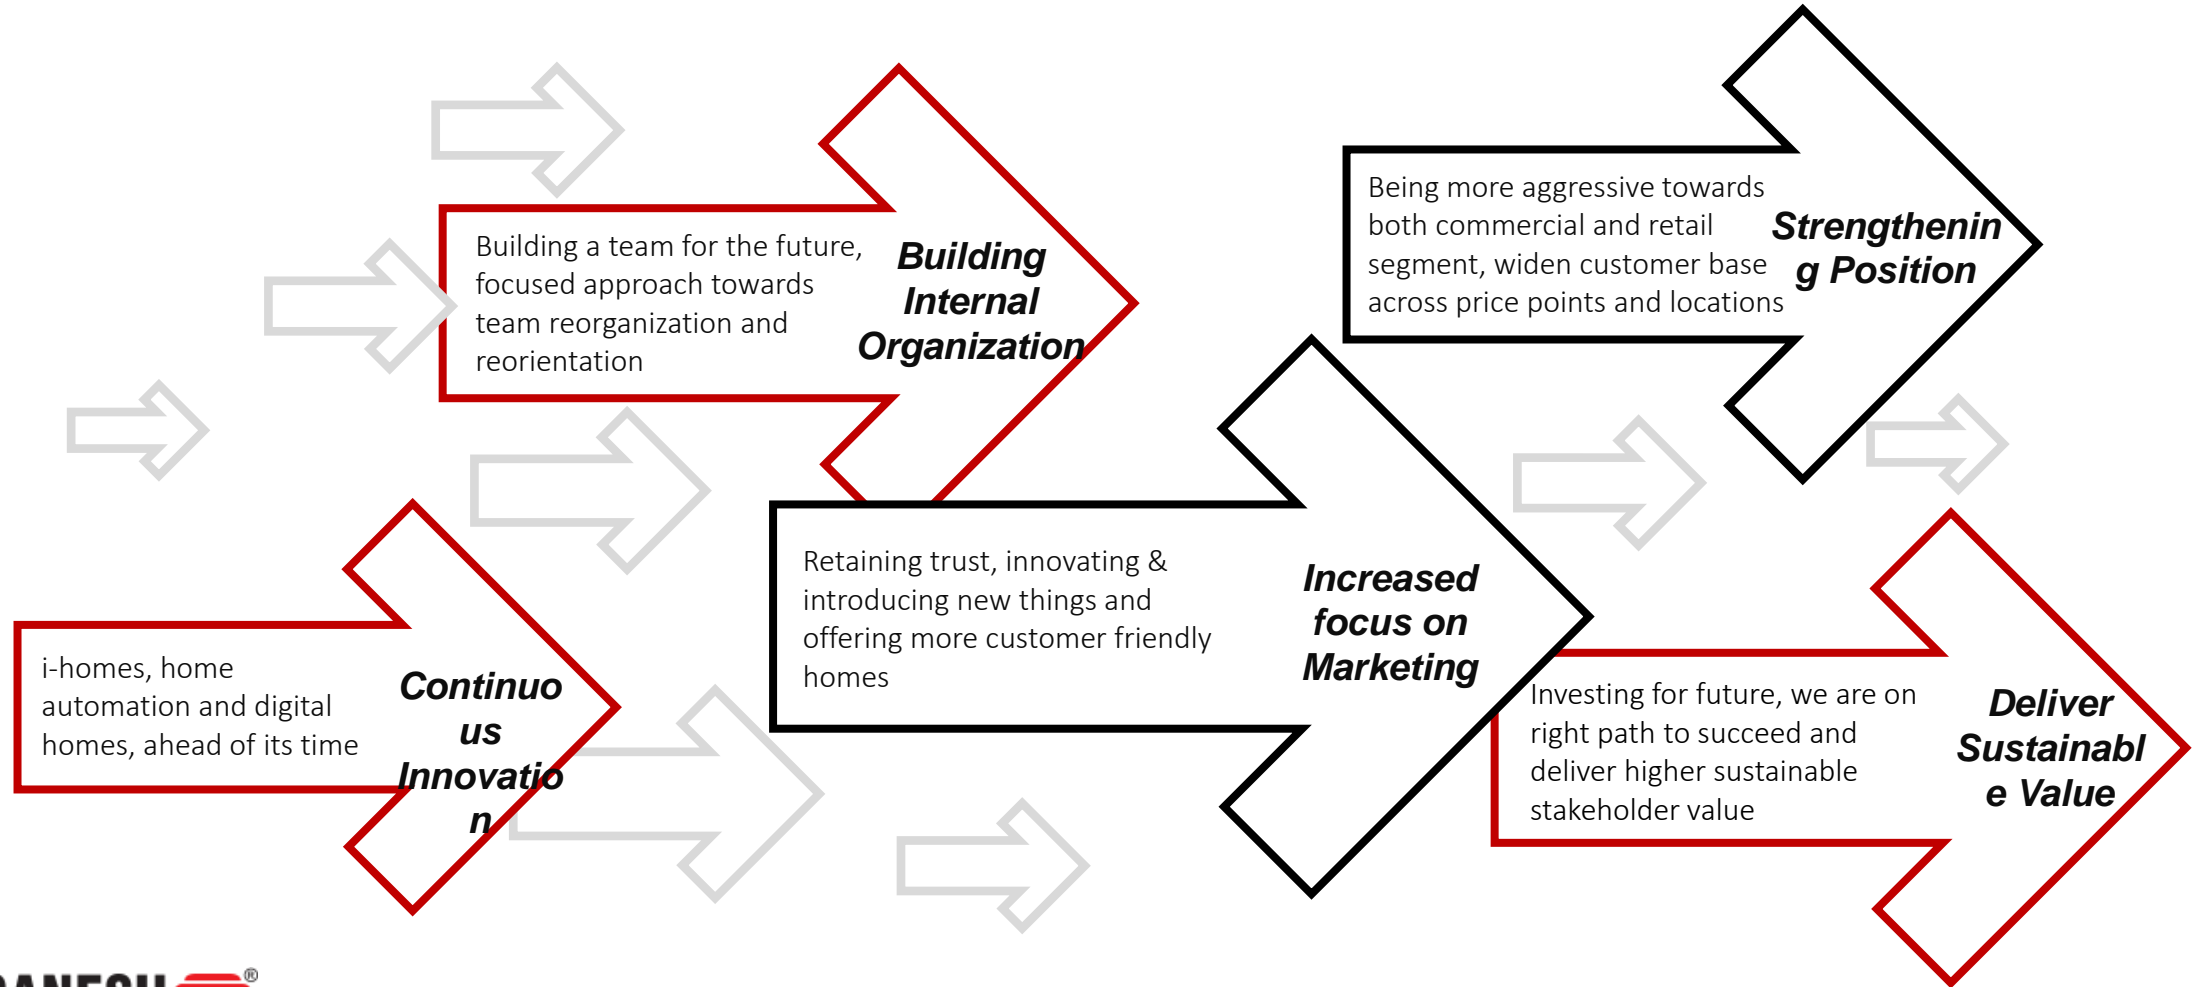 Building a team for the future,
focused approach towards
team reorganization and
reorientation
Building
Internal
Organization
Being more aggressive towards
both commercial and retail
segment, widen customer base
across price points and locations
Strengthenin
g Position
i-homes, home
automation and digital
homes, ahead of its time
Continuo
us
Innovatio
n
Retaining trust, innovating &
introducing new things and
offering more customer friendly
homes
Increased
focus on
Marketing
Investing for future, we are on
right path to succeed and
deliver higher sustainable
stakeholder value
Deliver
Sustainabl
e Value
®